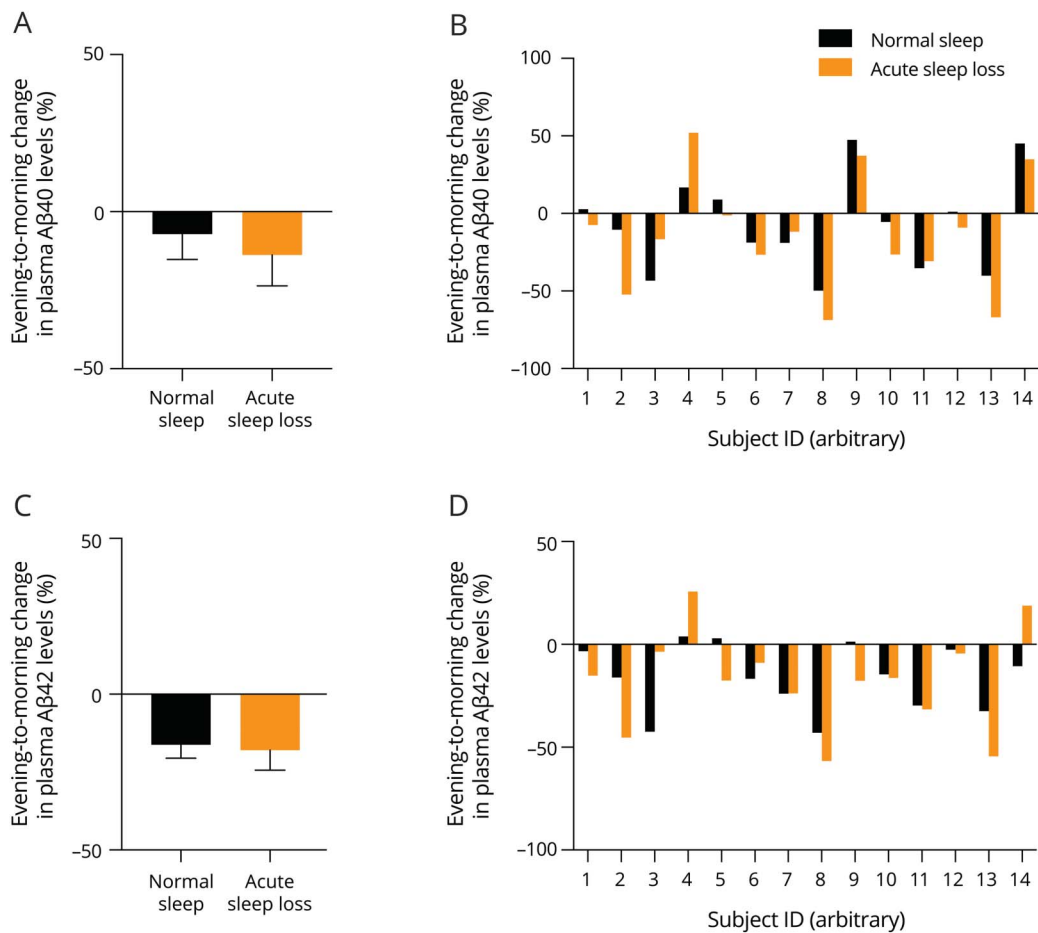 A
Evening-to-morning change
in plasma Aβ40 levels (%)
50
0
−50
Normal
sleep
Acute
sleep loss
B
Normal sleep
Acute sleep loss
Evening-to-morning change
in plasma Aβ40 levels (%)
100
50
0
−50
−100
1 2 3 4 5 6 7 8 9 10 11 12 13 14
Subject ID (arbitrary)
C
Evening-to-morning change
in plasma Aβ42 levels (%)
50
0
−50
Normal
sleep
Acute
sleep loss
D
Evening-to-morning change
in plasma Aβ42 levels (%)
50
0
−50
−100
1 2 3 4 5 6 7 8 9 10 11 12 13 14
Subject ID (arbitrary)